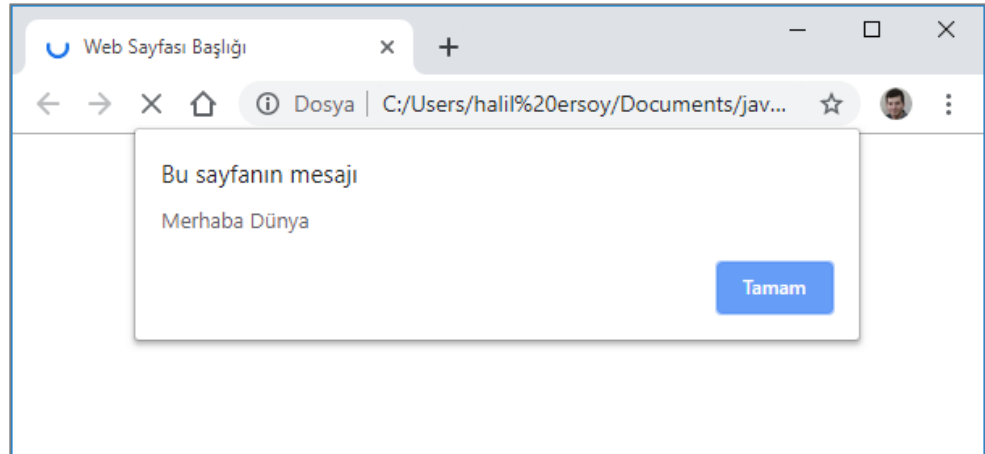 Web Sayfası Başlığı
Dosya | C:/Users/halil%20ersoy/Documents/jav...
Bu sayfanın mesajı
Merhaba Dünya
Tamam